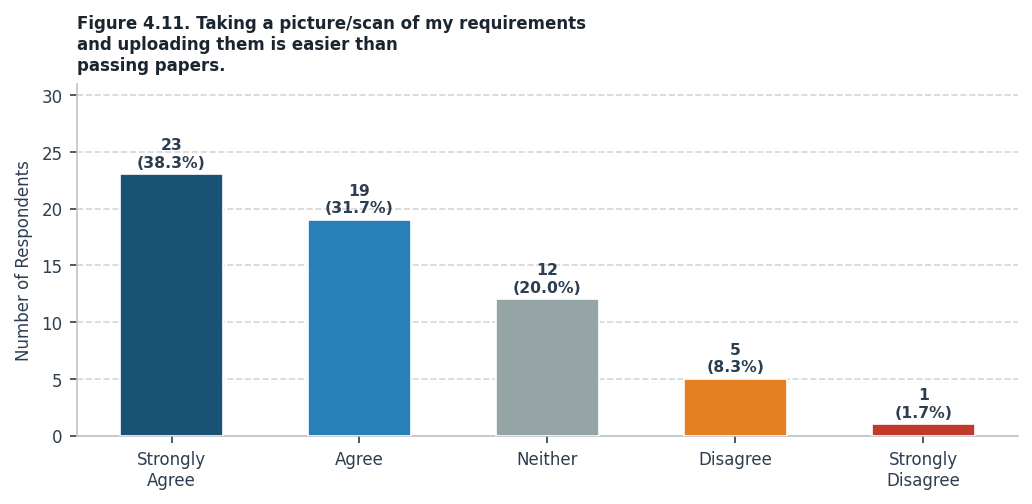 Figure 4.11. Taking a picture/scan of my requirements
and uploading them is easier than
passing papers.
Number of Respondents
30
25
20
15
10
5
0
23
(38.3%)
19
(31.7%)
12
(20.0%)
5
(8.3%)
1
(1.7%)
Strongly
Agree
Agree
Neither
Disagree
Strongly
Disagree